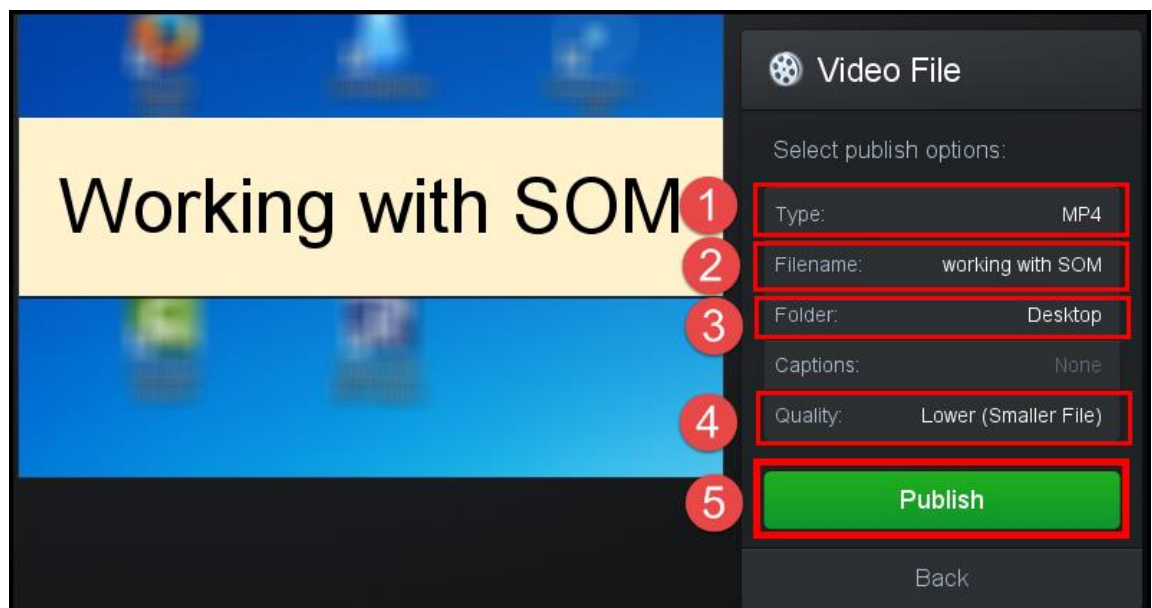 Video File
Select publish options:
Working with SOM
1 Type: MP4
2 Filename: working with SOM
3 Folder: Desktop
Captions: None
4 Quality: Lower (Smaller File)
5 Publish
Back